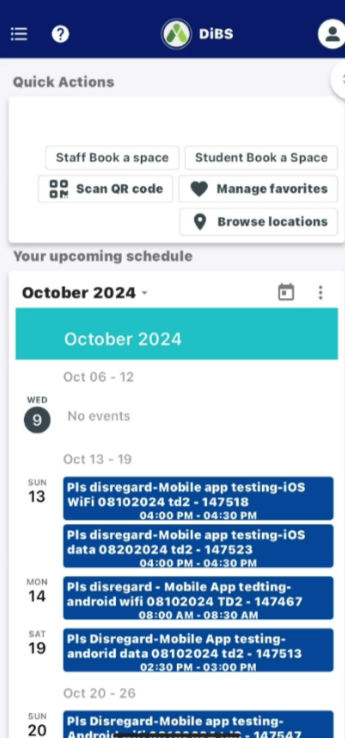 DiBS
Quick Actions
Staff Book a space
Student Book a Space
Scan QR code
Manage favorites
Browse locations
Your upcoming schedule
October 2024
October 2024
Oct 06 - 12
WED
9
No events
Oct 13 - 19
SUN
13
Pls disregard-Mobile app testing-iOS
WiFi 08102024 td2 - 147518
04:00 PM - 04:30 PM
Pls disregard-Mobile app testing-iOS
data 08202024 td2 - 147523
04:00 PM - 04:30 PM
MON
14
Pls disregard - Mobile App tedting-
android wifi 08102024 TD2 - 147467
08:00 AM - 08:30 AM
SAT
19
Pls Disregard-Mobile App testing-
andorid data 08102024 td2 - 147513
02:30 PM - 03:00 PM
Oct 20 - 26
SUN
20
Pls Disregard-Mobile App testing-
147547